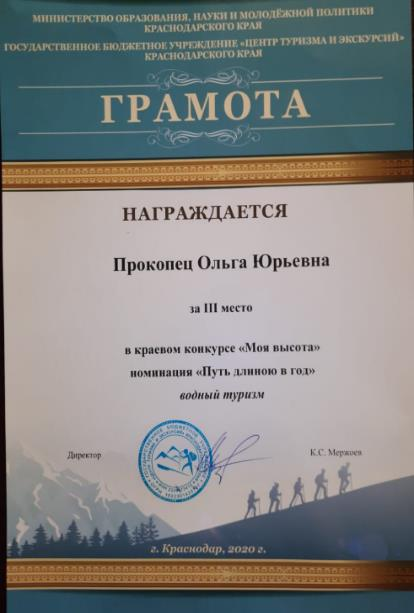 МИНИСТЕРСТВО ОБРАЗОВАНИЯ, НАУКИ И МОЛОДЁЖНОЙ ПОЛИТИКИ
КРАСНОДАРСКОГО КРАЯ
ГОСУДАРСТВЕННОЕ БЮДЖЕТНОЕ УЧРЕЖДЕНИЕ «ЦЕНТР ТУРИЗМА И ЭКСКУРСИЙ»
КРАСНОДАРСКОГО КРАЯ
ГРАМОТА
НАГРАЖДАЕТСЯ
Прокопец Ольга Юрьевна
за III место
в краевом конкурсе «Моя высота»
номинация «Путь длиною в год»
водный туризм
Директор
К.С. Мержоев
г. Краснодар, 2020 г.